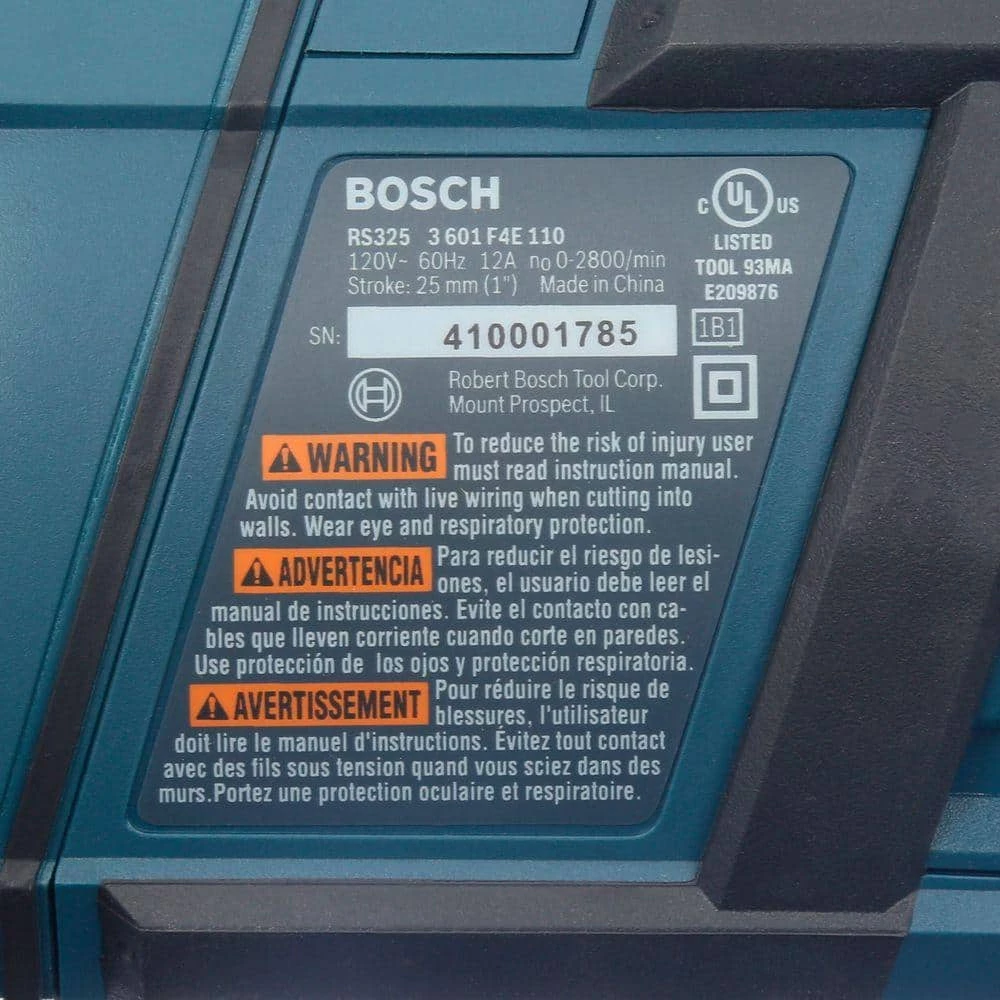 BOSCH
C UL US
RS325 3 601 F4E 110
LISTED
120V~ 60Hz 12A n0 0-2800/min
TOOL 93MA
Stroke: 25 mm (1") Made in China
E209876
SN: 410001785
1B1
Robert Bosch Tool Corp.
Mount Prospect, IL
WARNING To reduce the risk of injury user
must read instruction manual.
Avoid contact with live wiring when cutting into
walls. Wear eye and respiratory protection.
ADVERTENCIA Para reducir el riesgo de lesi-
ones, el usuario debe leer el
manual de instrucciones. Evite el contacto con ca-
bles que lleven corriente cuando corte en paredes.
Use protección de los ojos y protección respiratoria.
AVERTISSEMENT Pour réduire le risque de
blessures, l'utilisateur
doit lire le manuel d'instructions. Évitez tout contact
avec des fils sous tension quand vous sciez dans des
murs.Portez une protection oculaire et respiratoire.